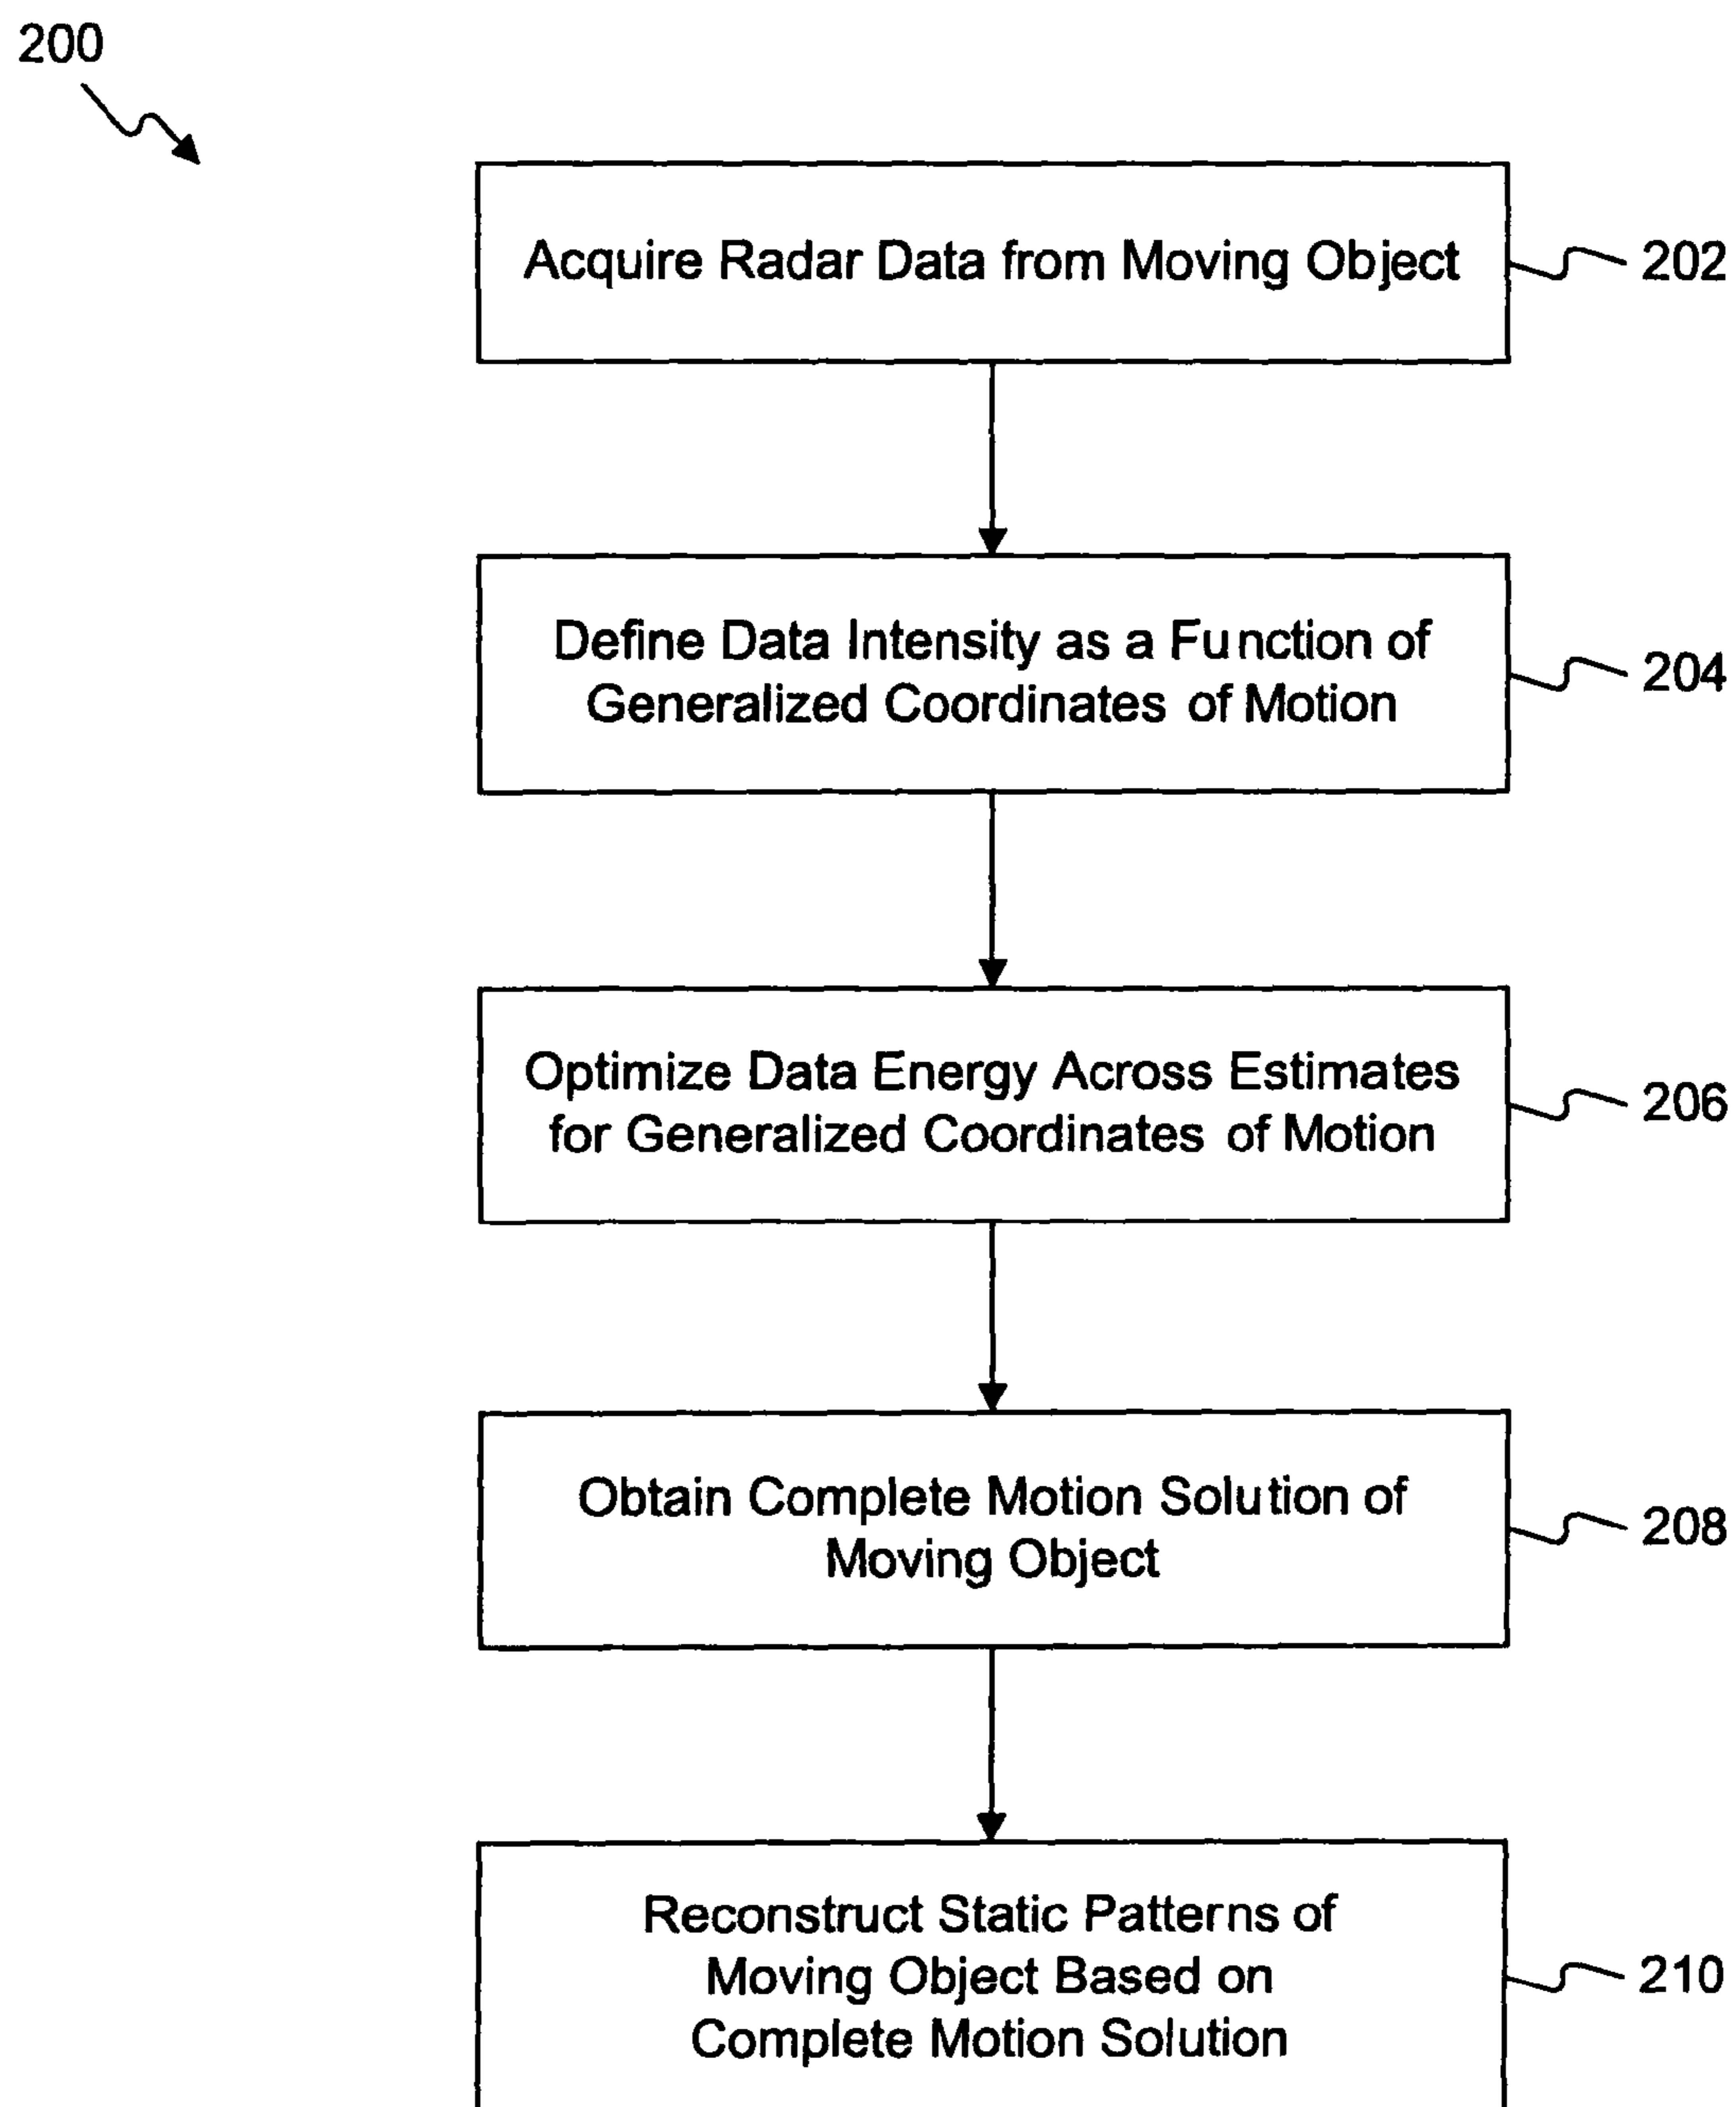 200
Acquire Radar Data from Moving Object
202
Define Data Intensity as a Function of
Generalized Coordinates of Motion
204
Optimize Data Energy Across Estimates
for Generalized Coordinates of Motion
206
Obtain Complete Motion Solution of
Moving Object
208
Reconstruct Static Patterns of
Moving Object Based on
Complete Motion Solution
210